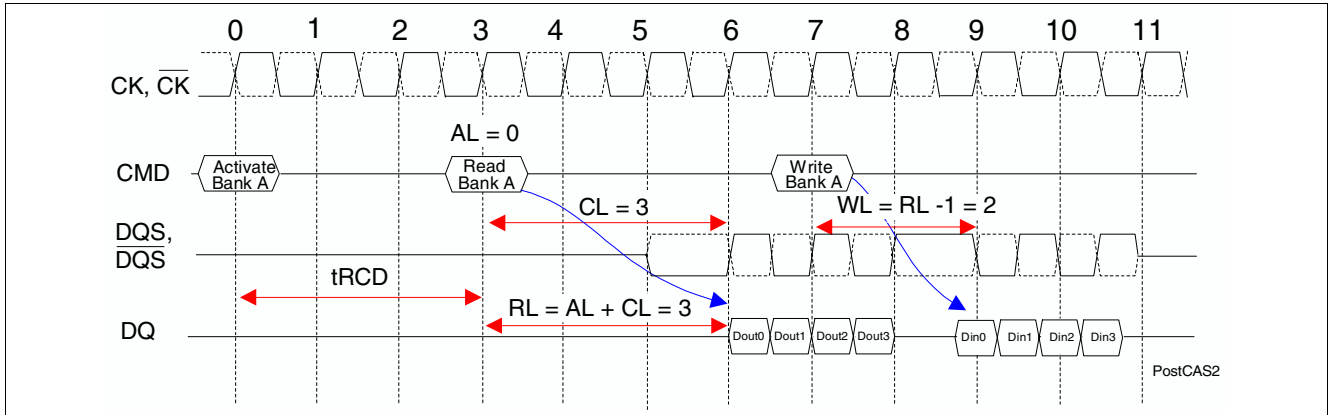 0 1 2 3 4 5 6 7 8 9 10 11
CK, CK
AL = 0
CMD
Activate
Bank A
Read
Bank A
Write
Bank A
CL = 3
WL = RL -1 = 2
DQS,
DQS
tRCD
RL = AL + CL = 3
DQ
Dout0 Dout1 Dout2 Dout3
Din0 Din1 Din2 Din3
PostCAS2